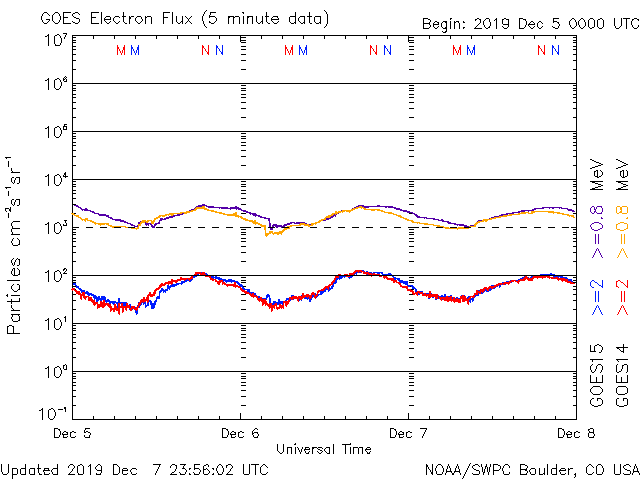 GOES Electron Flux (5 minute data)
Begin: 2019 Dec 5 0000 UTC
10⁷
10⁶
10⁵
10⁴
10³
10²
10¹
10⁰
10⁻¹
Particles cm⁻²s⁻¹sr⁻¹
M M N N M M N N M M N N
Dec 5 Dec 6 Dec 7 Dec 8
Universal Time
GOES15 >=2 >=0.8 MeV
GOES14 >=2 >=0.8 MeV
Updated 2019 Dec 7 23:56:02 UTC
NOAA/SWPC Boulder, CO USA